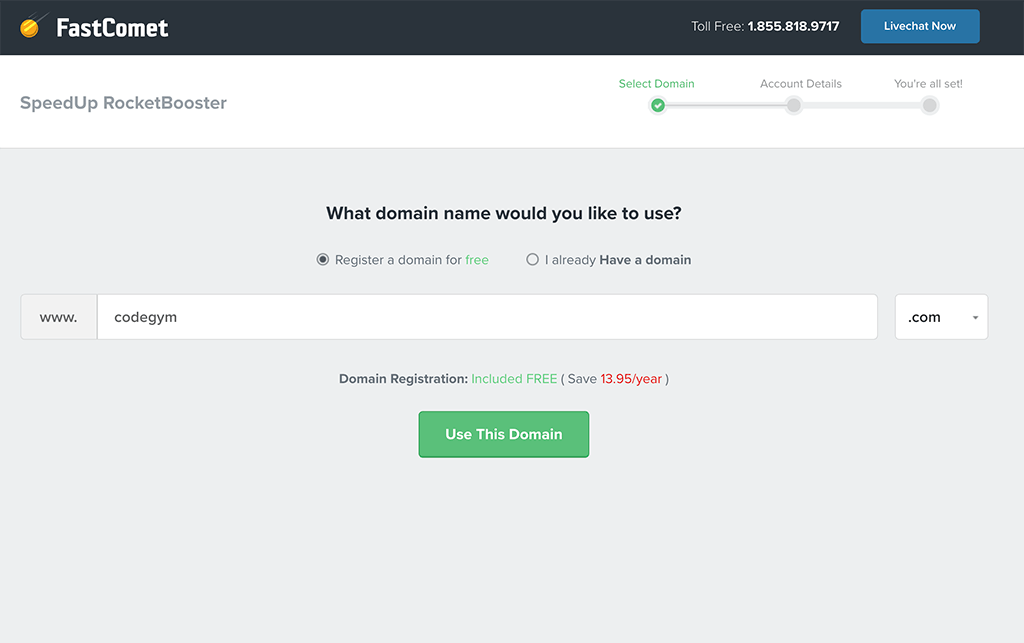 FastComet
Toll Free: 1.855.818.9717
Livechat Now
SpeedUp RocketBooster
Select Domain
Account Details
You're all set!
What domain name would you like to use?
Register a domain for free
I already Have a domain
www.
codegym
.com
Domain Registration: Included FREE ( Save 13.95/year )
Use This Domain